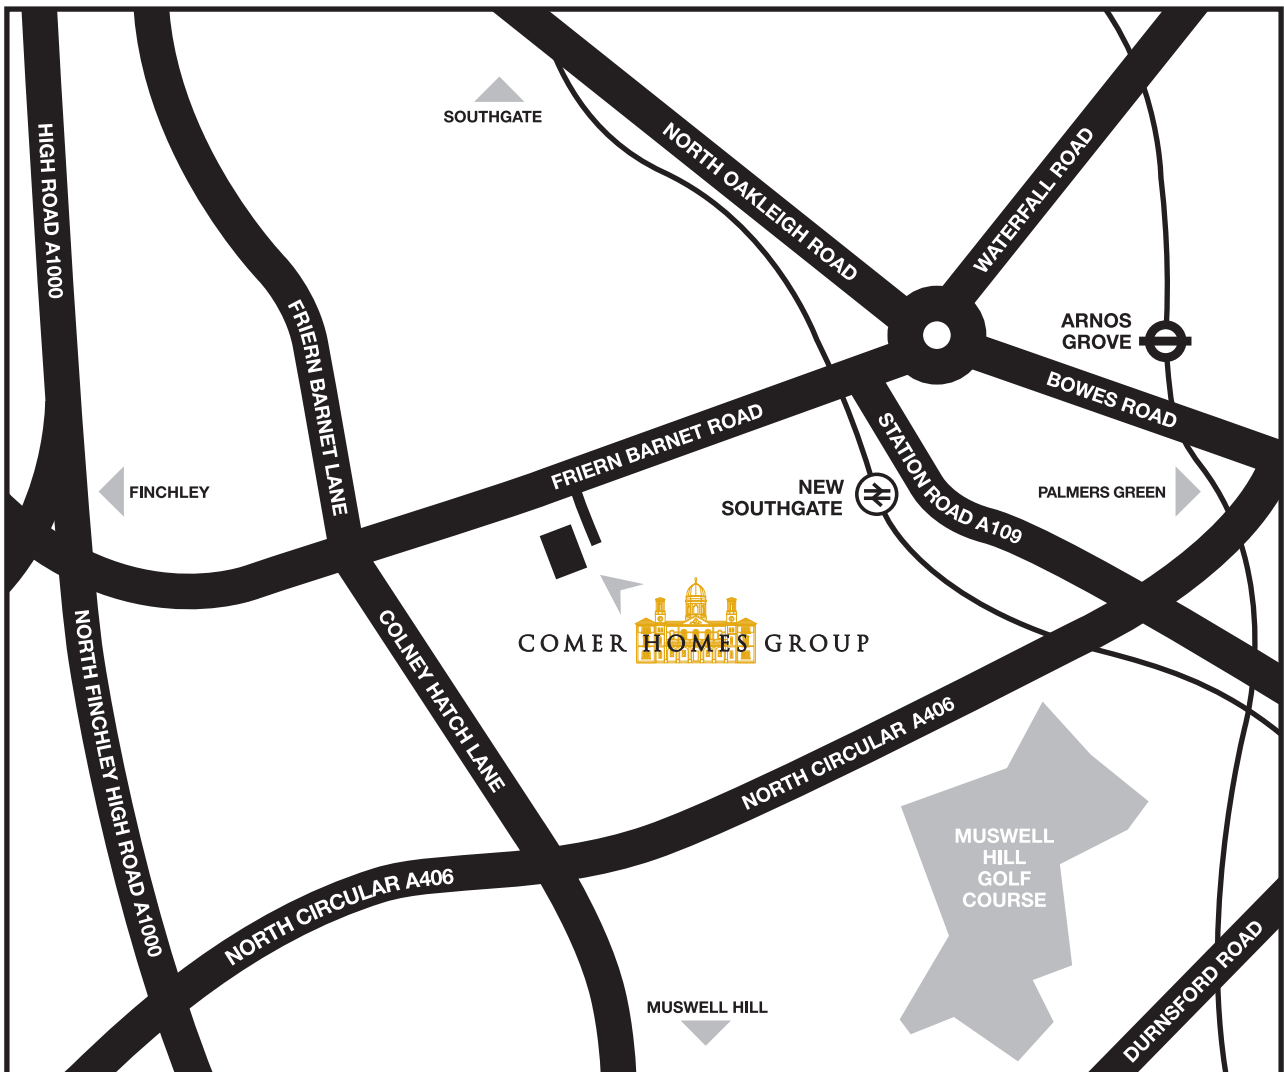 SOUTHGATE
HIGH ROAD A1000
NORTH OAKLEIGH ROAD
WATERFALL ROAD
FRIERN BARNET LANE
ARNOS
GROVE
BOWES ROAD
FRIERN BARNET ROAD
STATION ROAD A109
FINCHLEY
NEW
SOUTHGATE
PALMERS GREEN
COMER HOMES GROUP
COLNEY HATCH LANE
NORTH FINCHLEY HIGH ROAD A1000
NORTH CIRCULAR A406
NORTH CIRCULAR A406
MUSWELL
HILL
GOLF
COURSE
MUSWELL HILL
DURNSFORD ROAD